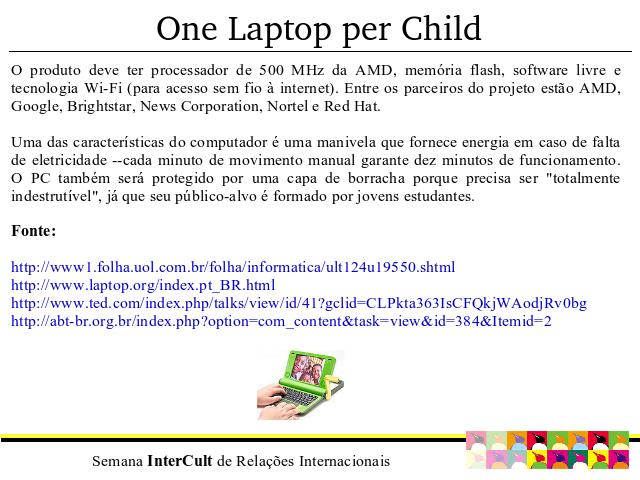 One Laptop per Child
O produto deve ter processador de 500 MHz da AMD, memória flash, software livre e
tecnologia Wi-Fi (para acesso sem fio à internet). Entre os parceiros do projeto estão AMD,
Google, Brightstar, News Corporation, Nortel e Red Hat.
Uma das características do computador é uma manivela que fornece energia em caso de falta
de eletricidade --cada minuto de movimento manual garante dez minutos de funcionamento.
O PC também será protegido por uma capa de borracha porque precisa ser "totalmente
indestrutível", já que seu público-alvo é formado por jovens estudantes.
Fonte:
http://www1.folha.uol.com.br/folha/informatica/ult124u19550.shtml
http://www.laptop.org/index.pt_BR.html
http://www.ted.com/index.php/talks/view/id/41?gclid=CLPkta363IsCFQkjWAodjRv0bg
http://abt-br.org.br/index.php?option=com_content&task=view&id=384&Itemid=2
Semana InterCult de Relações Internacionais